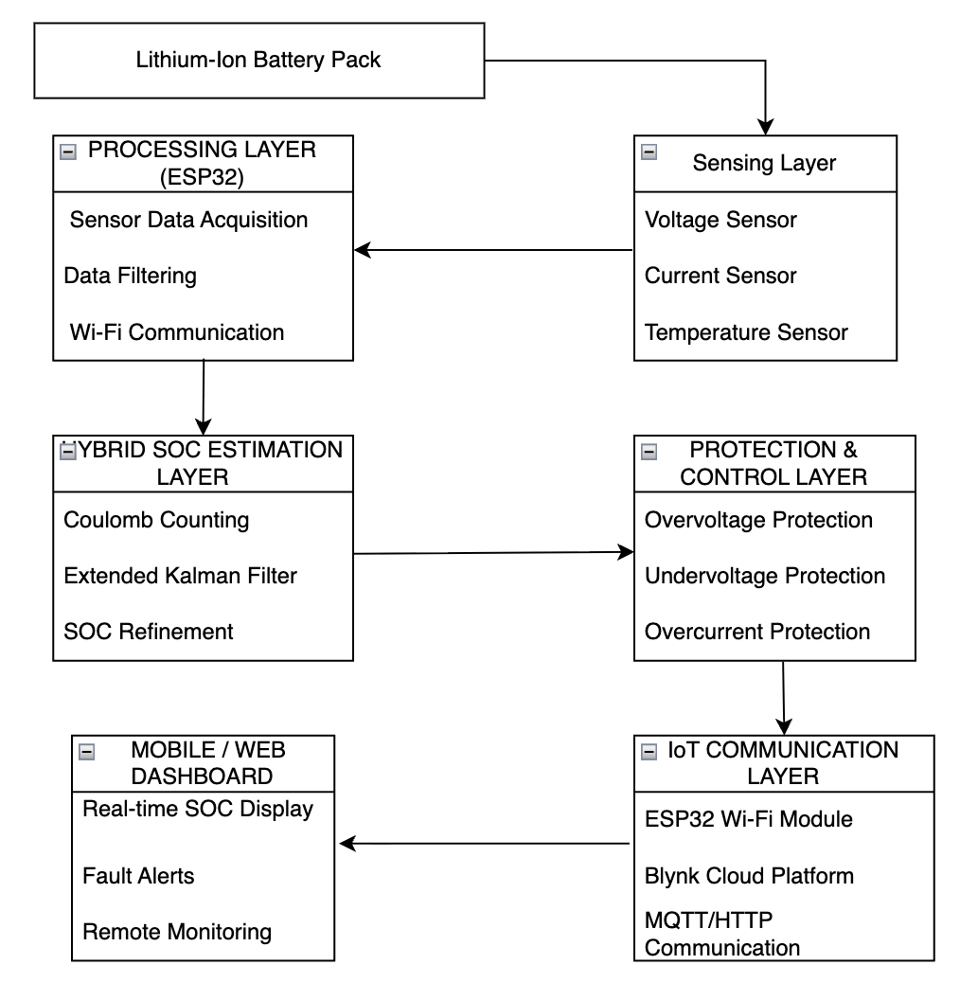 Lithium-Ion Battery Pack
Sensing Layer
Voltage Sensor
Current Sensor
Temperature Sensor
PROCESSING LAYER
(ESP32)
Sensor Data Acquisition
Data Filtering
Wi-Fi Communication
HYBRID SOC ESTIMATION
LAYER
Coulomb Counting
Extended Kalman Filter
SOC Refinement
PROTECTION &
CONTROL LAYER
Overvoltage Protection
Undervoltage Protection
Overcurrent Protection
IoT COMMUNICATION
LAYER
ESP32 Wi-Fi Module
Blynk Cloud Platform
MQTT/HTTP
Communication
MOBILE / WEB
DASHBOARD
Real-time SOC Display
Fault Alerts
Remote Monitoring